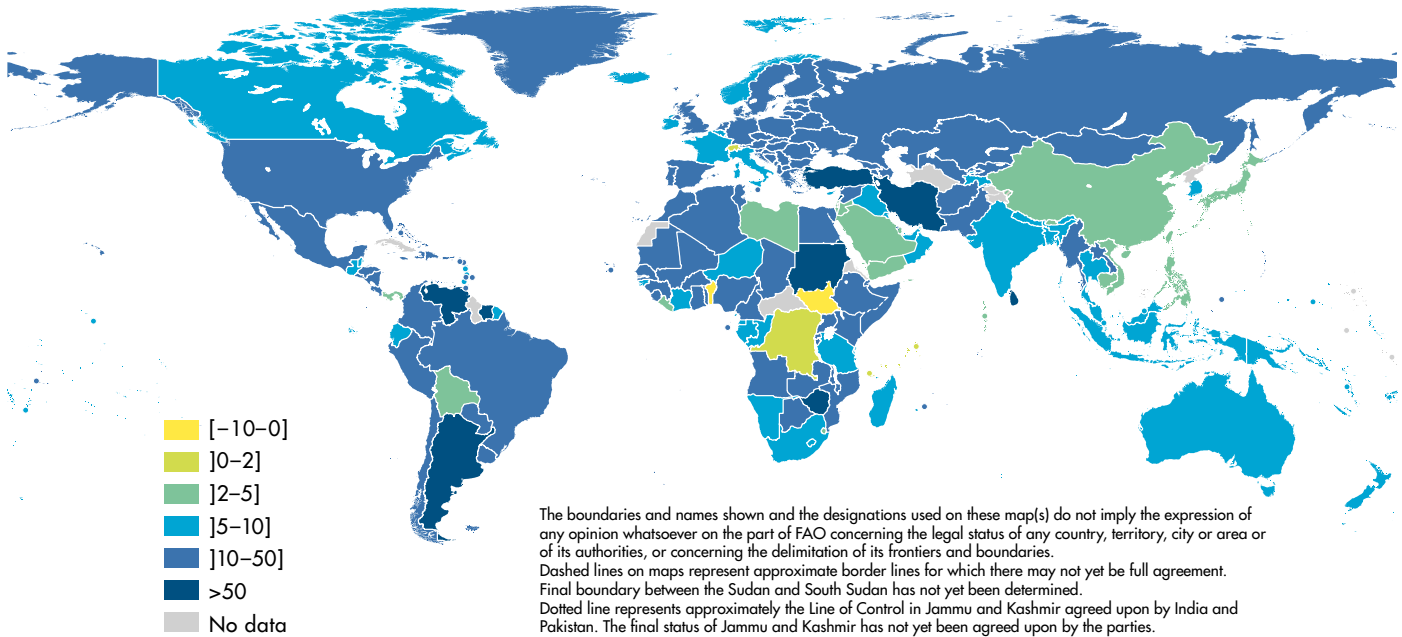 [−10–0]
]0–2]
]2–5]
]5–10]
]10–50]
>50
No data
The boundaries and names shown and the designations used on these map(s) do not imply the expression of
any opinion whatsoever on the part of FAO concerning the legal status of any country, territory, city or area or
of its authorities, or concerning the delimitation of its frontiers and boundaries.
Dashed lines on maps represent approximate border lines for which there may not yet be full agreement.
Final boundary between the Sudan and South Sudan has not yet been determined.
Dotted line represents approximately the Line of Control in Jammu and Kashmir agreed upon by India and
Pakistan. The final status of Jammu and Kashmir has not yet been agreed upon by the parties.